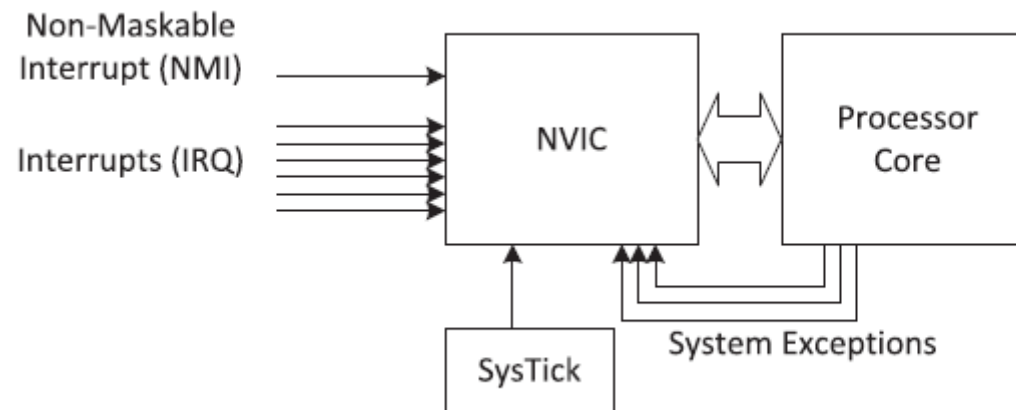 Non-Maskable
Interrupt (NMI)
Interrupts (IRQ)
NVIC
Processor
Core
System Exceptions
SysTick